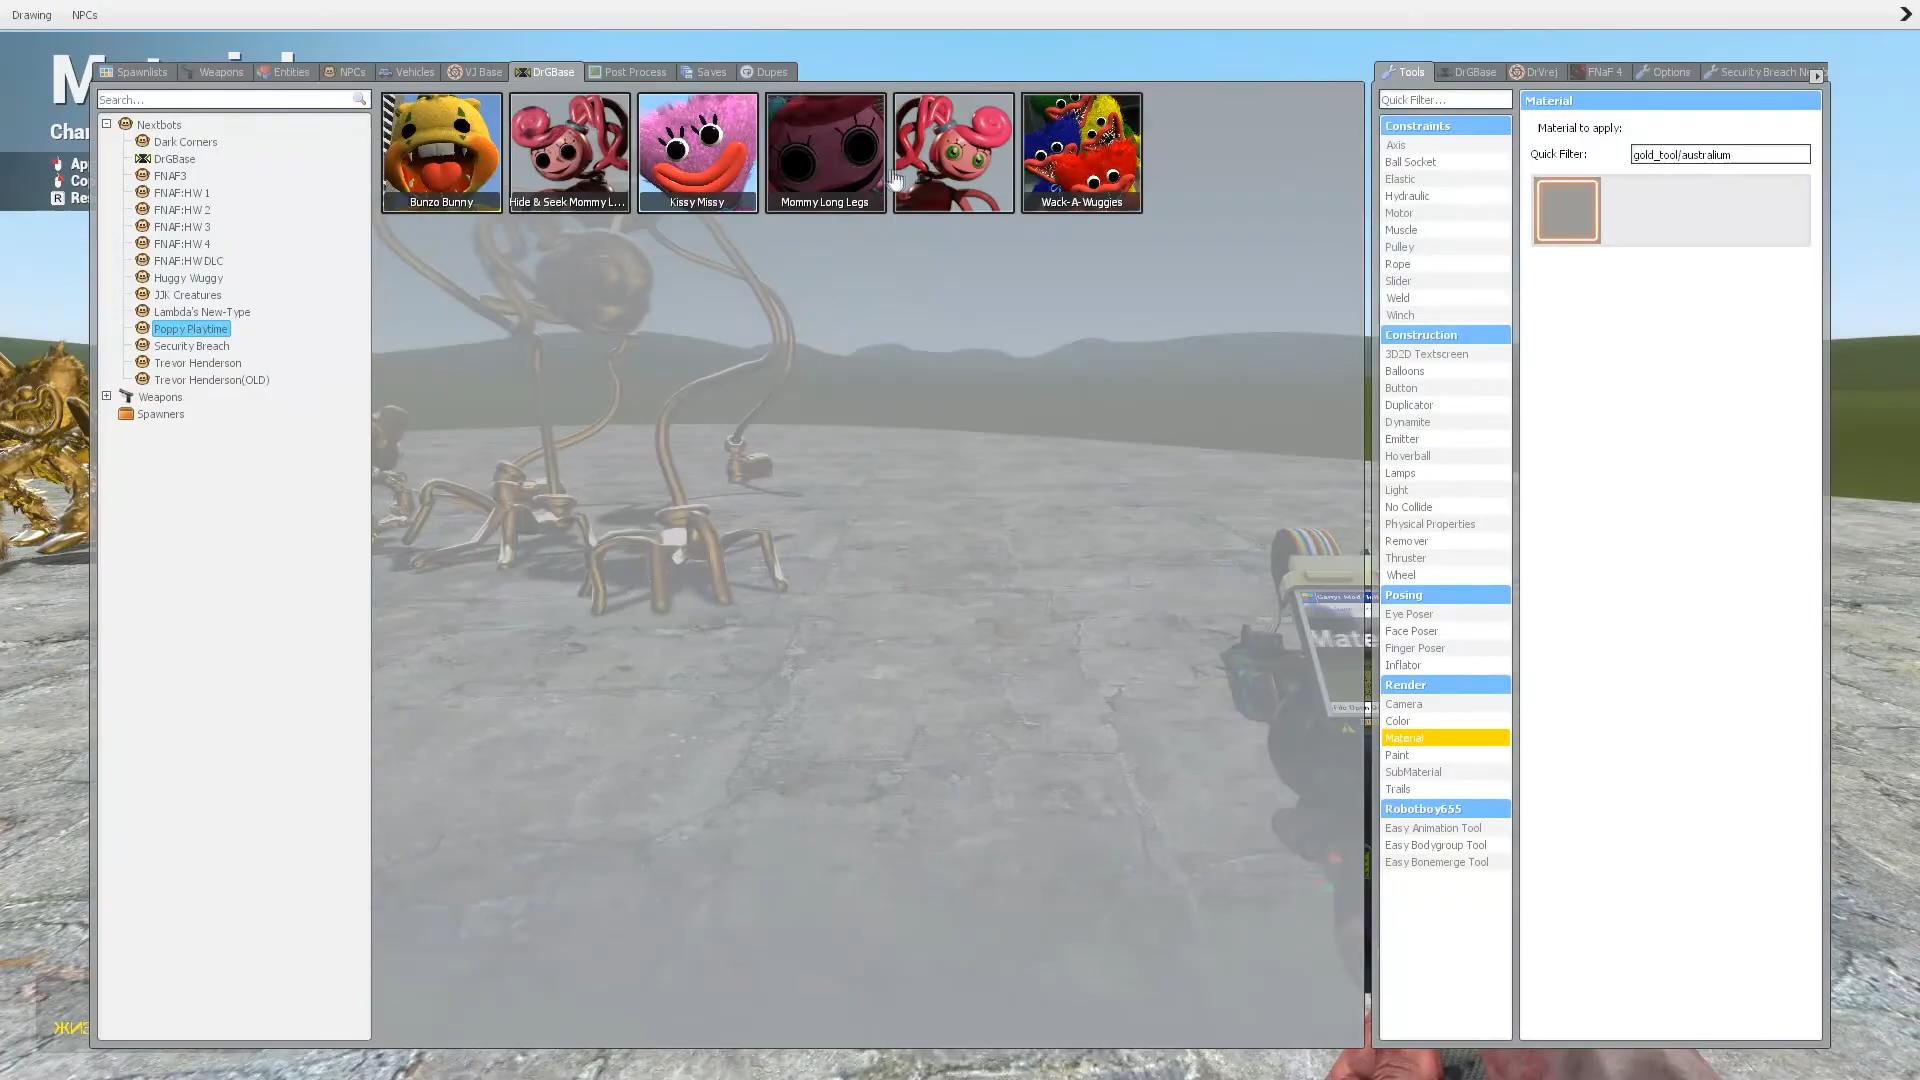 Drawing NPCs
Spawnlists Weapons Entities NPCs Vehicles VJ Base DrGBase Post Process Saves Dupes
Tools DrGBase DrVrej FNaF 4 Options Security Breach
Search...
Nextbots
Dark Corners
DrGBase
FNAF3
FNAF:HW 1
FNAF:HW 2
FNAF:HW 3
FNAF:HW 4
FNAF:HW DLC
Huggy Wuggy
JJK Creatures
Lambda's New-Type
Poppy Playtime
Security Breach
Trevor Henderson
Trevor Henderson(OLD)
Weapons
Spawners
Bunzo Bunny
Hide & Seek Mommy L...
Kissy Missy
Mommy Long Legs
Wack-A-Wuggies
Quick Filter...
Constraints
Axis
Ball Socket
Elastic
Hydraulic
Motor
Muscle
Pulley
Rope
Slider
Weld
Winch
Construction
3D2D Textscreen
Balloons
Button
Duplicator
Dynamite
Emitter
Hoverball
Lamps
Light
No Collide
Physical Properties
Remover
Thruster
Wheel
Posing
Eye Poser
Face Poser
Finger Poser
Inflator
Render
Camera
Color
Material
Paint
SubMaterial
Trails
Robotboy655
Easy Animation Tool
Easy Bodygroup Tool
Easy Bonemerge Tool
Material
Material to apply:
Quick Filter: gold_tool/australium
R